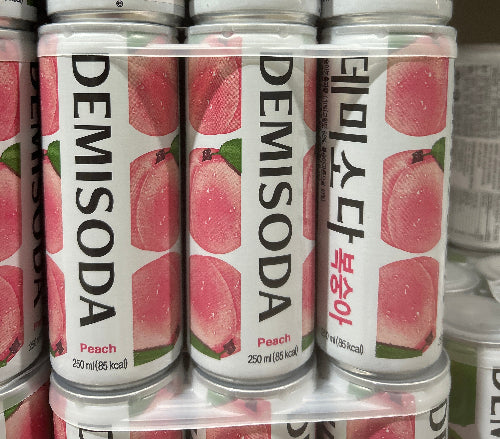 DEMISODA
Peach
250 ml(85 kcal)
DEMISODA
Peach
250 ml(85 kcal)
데미소다 복숭아
250 ml(85 kcal)
DEMISODA